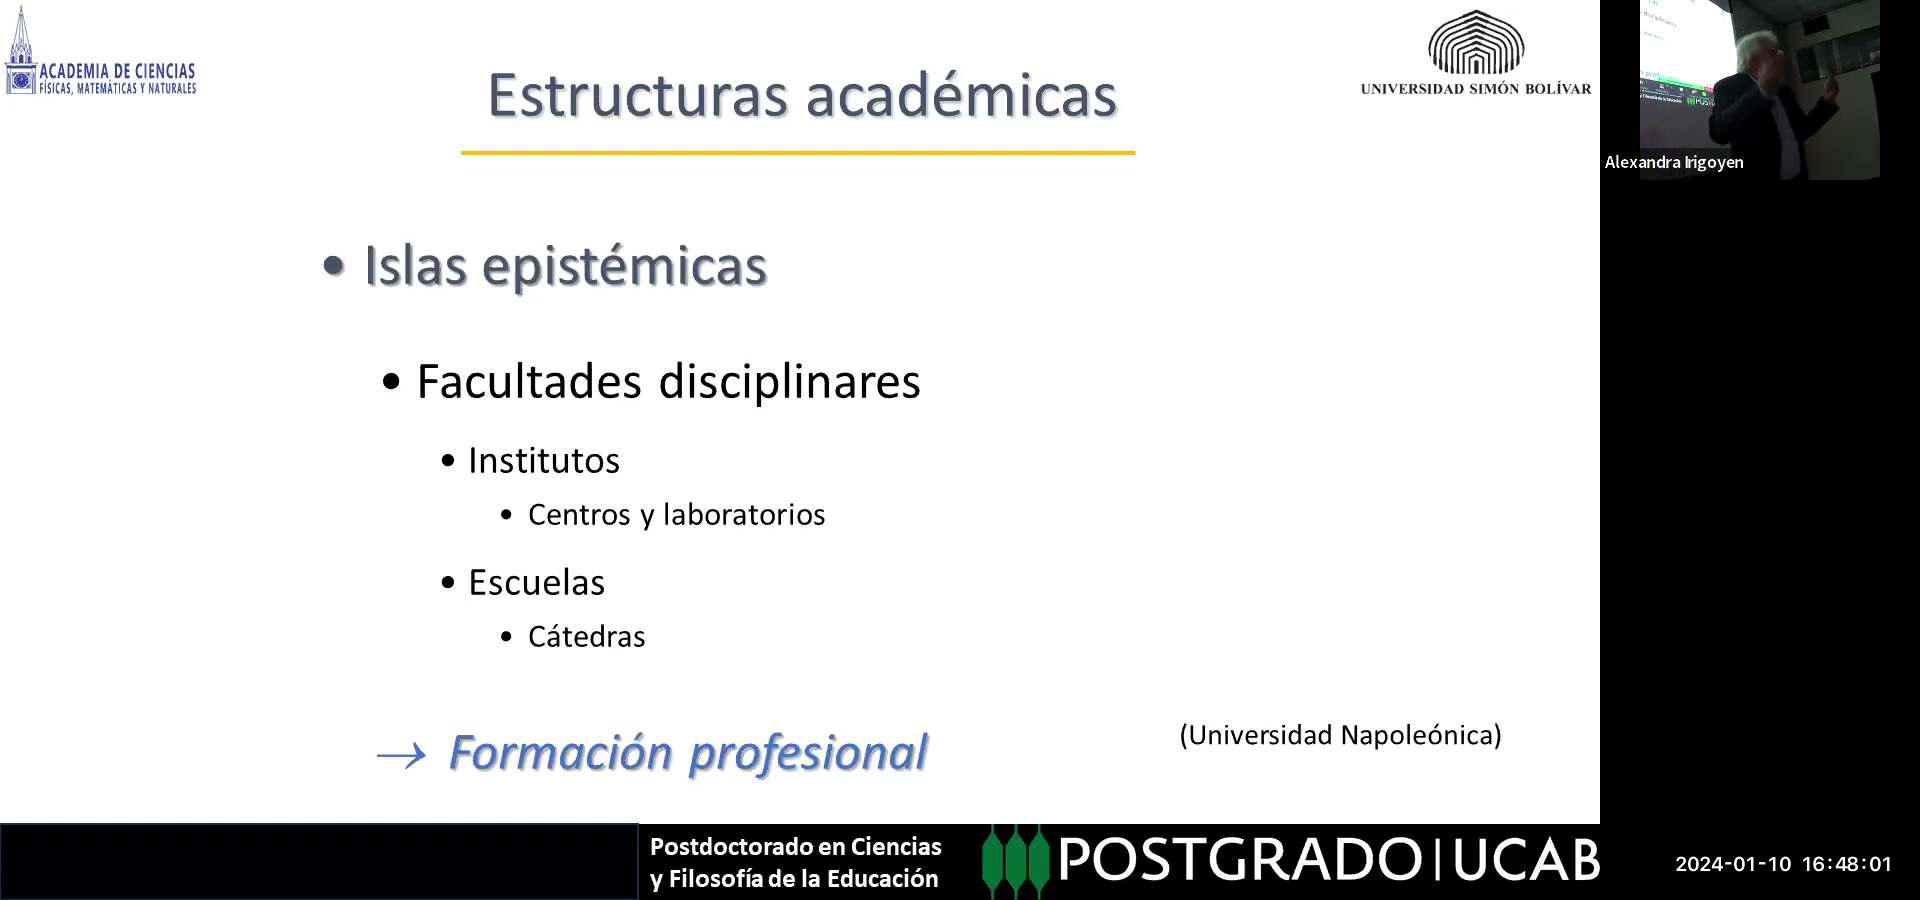 ACADEMIA DE CIENCIAS
FÍSICAS, MATEMÁTICAS Y NATURALES
Estructuras académicas
UNIVERSIDAD SIMÓN BOLÍVAR
Alexandra Irigoyen
• Islas epistémicas
• Facultades disciplinares
• Institutos
• Centros y laboratorios
• Escuelas
• Cátedras
→ Formación profesional
(Universidad Napoleónica)
Postdoctorado en Ciencias
y Filosofía de la Educación
POSTGRADO|UCAB
2024-01-10 16:48:01